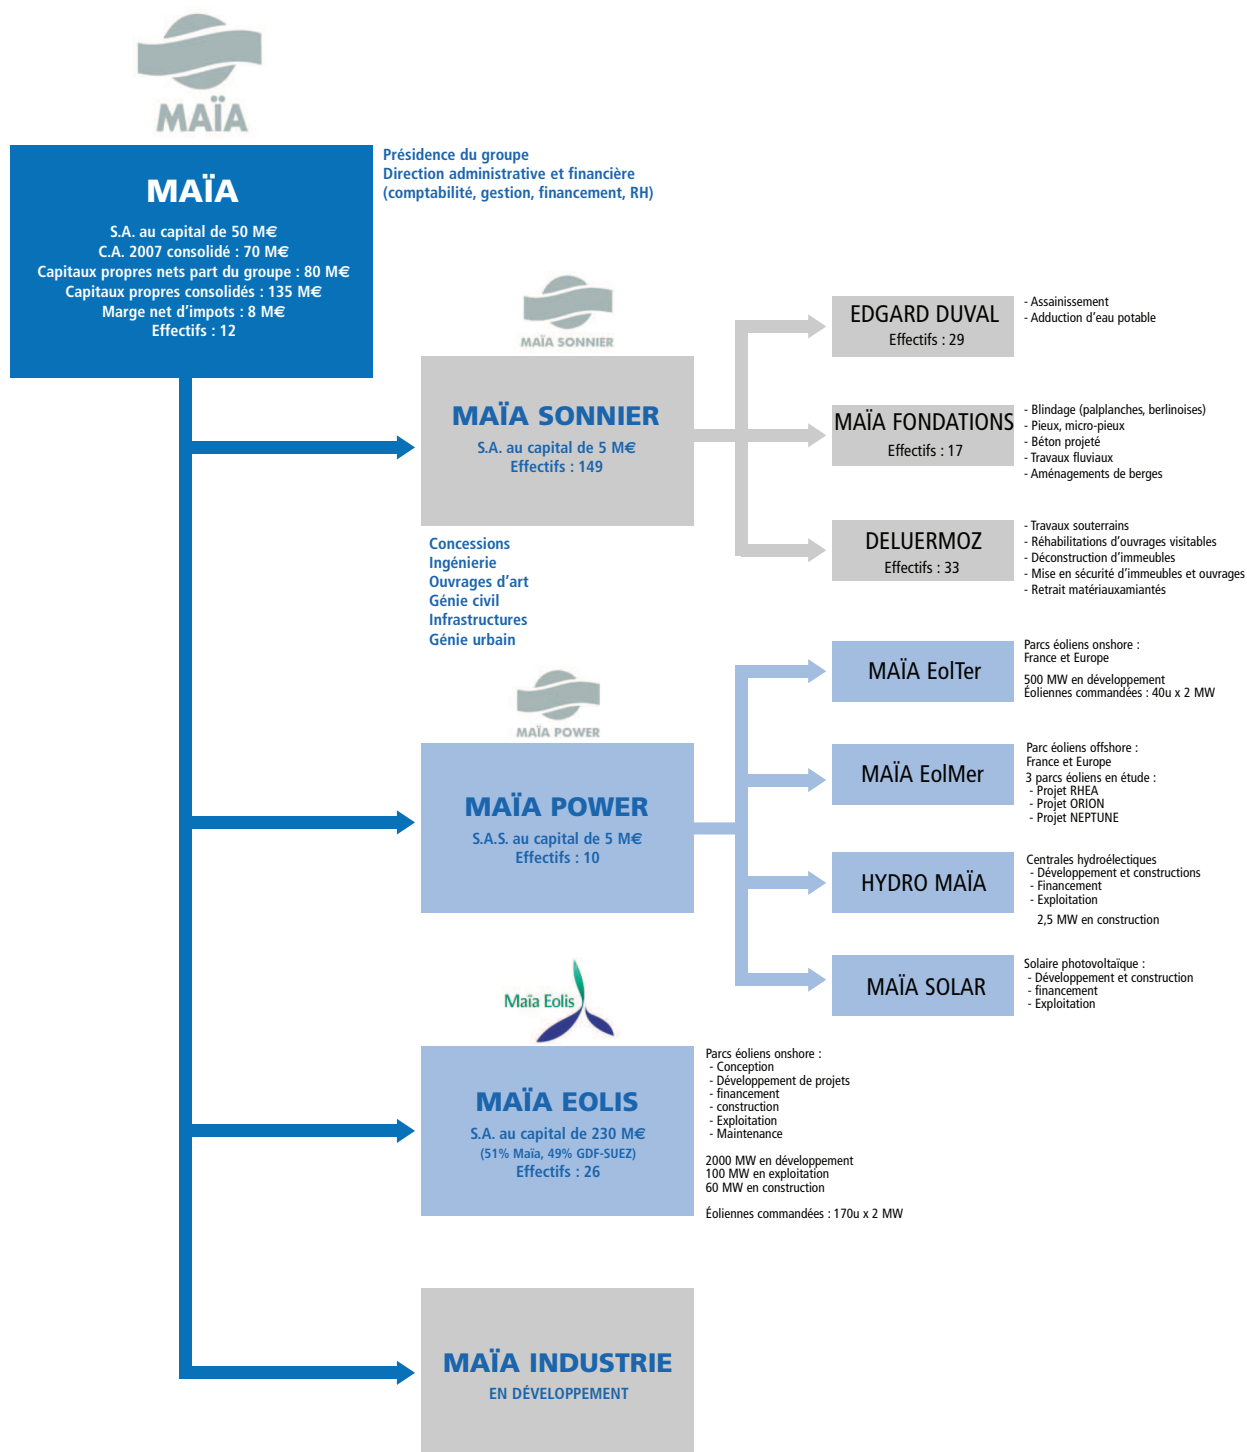 MAÏA
MAÏA
S.A. au capital de 50 M€
C.A. 2007 consolidé : 70 M€
Capitaux propres nets part du groupe : 80 M€
Capitaux propres consolidés : 135 M€
Marge net d'impots : 8 M€
Effectifs : 12
Présidence du groupe
Direction administrative et financière
(comptabilité, gestion, financement, RH)
MAÏA SONNIER
MAÏA SONNIER
S.A. au capital de 5 M€
Effectifs : 149
Concessions
Ingénierie
Ouvrages d'art
Génie civil
Infrastructures
Génie urbain
EDGARD DUVAL
Effectifs : 29
- Assainissement
- Adduction d'eau potable
MAÏA FONDATIONS
Effectifs : 17
- Blindage (palplanches, berlinoises)
- Pieux, micro-pieux
- Béton projeté
- Travaux fluviaux
- Aménagements de berges
DELUERMOZ
Effectifs : 33
- Travaux souterrains
- Réhabilitations d'ouvrages visitables
- Déconstruction d'immeubles
- Mise en sécurité d'immeubles et ouvrages
- Retrait matériauxamiantés
MAÏA POWER
MAÏA POWER
S.A.S. au capital de 5 M€
Effectifs : 10
MAÏA EolTer
Parcs éoliens onshore :
France et Europe
500 MW en développement
Éoliennes commandées : 40u x 2 MW
MAÏA EolMer
Parc éoliens offshore :
France et Europe
3 parcs éoliens en étude :
- Projet RHEA
- Projet ORION
- Projet NEPTUNE
HYDRO MAÏA
Centrales hydroélectiques
- Développement et constructions
- Financement
- Exploitation
2,5 MW en construction
MAÏA SOLAR
Solaire photovoltaïque :
- Développement et construction
- financement
- Exploitation
Maïa Eolis
MAÏA EOLIS
S.A. au capital de 230 M€
(51% Maïa, 49% GDF-SUEZ)
Effectifs : 26
Parcs éoliens onshore :
- Conception
- Développement de projets
- financement
- construction
- Exploitation
- Maintenance
2000 MW en développement
100 MW en exploitation
60 MW en construction
Éoliennes commandées : 170u x 2 MW
MAÏA INDUSTRIE
EN DÉVELOPPEMENT